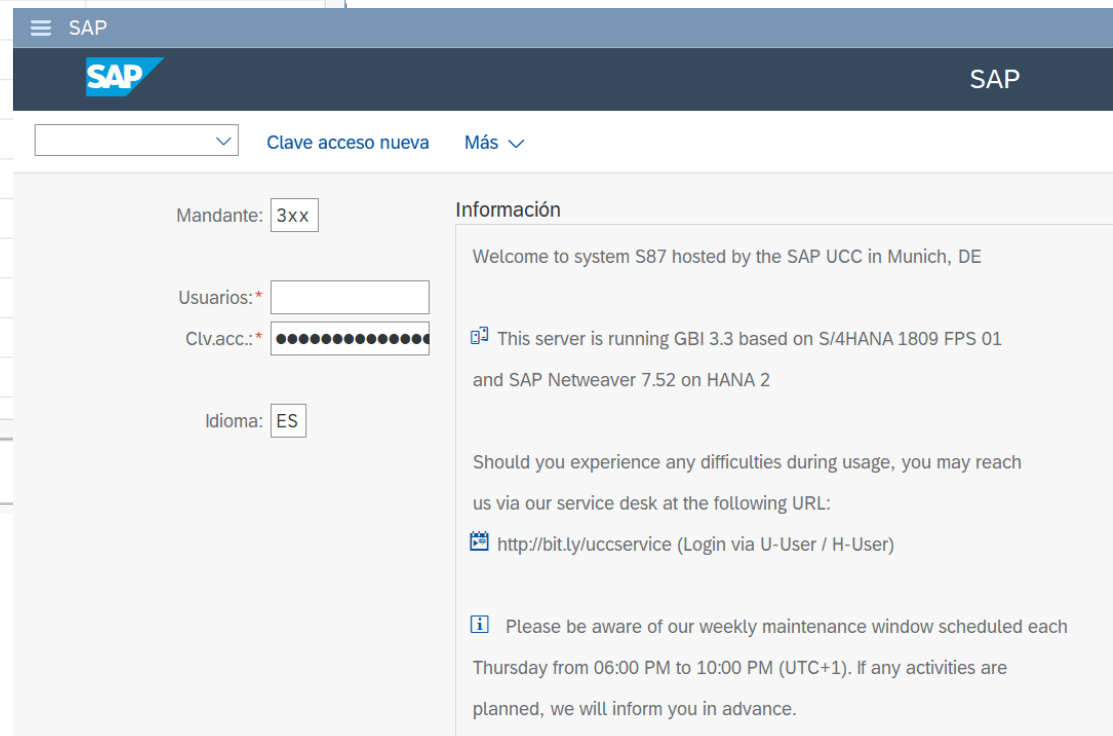 SAP
SAP
SAP
Clave acceso nueva Más
Mandante: 3xx
Usuarios:*
Clv.acc.:* ●●●●●●●●●●●●●●
Idioma: ES
Información
Welcome to system S87 hosted by the SAP UCC in Munich, DE
This server is running GBI 3.3 based on S/4HANA 1809 FPS 01
and SAP Netweaver 7.52 on HANA 2
Should you experience any difficulties during usage, you may reach
us via our service desk at the following URL:
http://bit.ly/uccservice (Login via U-User / H-User)
Please be aware of our weekly maintenance window scheduled each
Thursday from 06:00 PM to 10:00 PM (UTC+1). If any activities are
planned, we will inform you in advance.